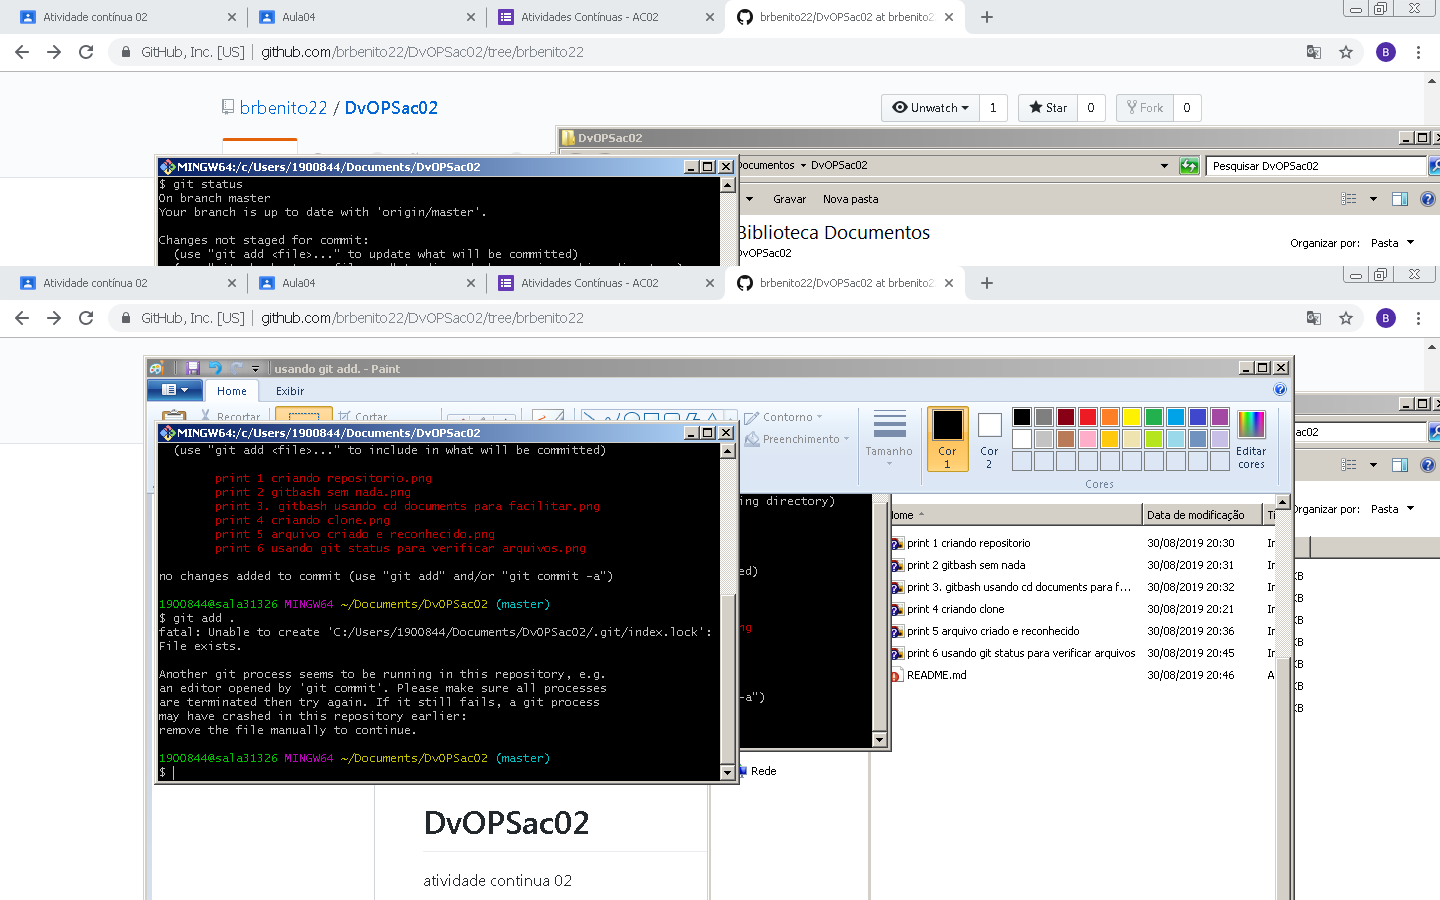 Atividade contínua 02
Aula04
Atividades Contínuas - AC02
brbenito22/DvOPSac02 at brbenito2
GitHub, Inc. [US] | github.com/brbenito22/DvOPSac02/tree/brbenito22
B
brbenito22 / DvOPSac02
Unwatch 1
Star 0
Fork 0
DvOPSac02
MINGW64:/c/Users/1900844/Documents/DvOPSac02
ocumentos DvOPSac02
Pesquisar DvOPSac02
$ git status
On branch master
Your branch is up to date with 'origin/master'.
Gravar Nova pasta
Biblioteca Documentos
DvOPSac02
Organizar por: Pasta
Changes not staged for commit:
(use "git add <file>..." to update what will be committed)
Atividade contínua 02
Aula04
Atividades Contínuas - AC02
brbenito22/DvOPSac02 at brbenito2
GitHub, Inc. [US] | github.com/brbenito22/DvOPSac02/tree/brbenito22
B
usando git add. - Paint
Home Exibir
Recortar
Cortar
Contorno
Preenchimento
Tamanho
Cor 1
Cor 2
Editar cores
Cores
MINGW64:/c/Users/1900844/Documents/DvOPSac02
(use "git add <file>..." to include in what will be committed)
print 1 criando repositorio.png
print 2 gitbash sem nada.png
print 3. gitbash usando cd documents para facilitar.png
print 4 criando clone.png
print 5 arquivo criado e reconhecido.png
print 6 usando git status para verificar arquivos.png
no changes added to commit (use "git add" and/or "git commit -a")
1900844@sala31326 MINGW64 ~/Documents/DvOPSac02 (master)
$ git add .
fatal: Unable to create 'C:/Users/1900844/Documents/DvOPSac02/.git/index.lock':
File exists.
Another git process seems to be running in this repository, e.g.
an editor opened by 'git commit'. Please make sure all processes
are terminated then try again. If it still fails, a git process
may have crashed in this repository earlier:
remove the file manually to continue.
1900844@sala31326 MINGW64 ~/Documents/DvOPSac02 (master)
$
ing directory)
ed)
ng
-a")
ac02
Organizar por: Pasta
ome Data de modificação Ti
print 1 criando repositorio 30/08/2019 20:30 In
print 2 gitbash sem nada 30/08/2019 20:31 In
print 3. gitbash usando cd documents para f... 30/08/2019 20:32 In
print 4 criando clone 30/08/2019 20:21 In
print 5 arquivo criado e reconhecido 30/08/2019 20:36 In
print 6 usando git status para verificar arquivos 30/08/2019 20:45 In
README.md 30/08/2019 20:46 A
KB
KB
KB
KB
KB
KB
KB
Rede
DvOPSac02
atividade continua 02